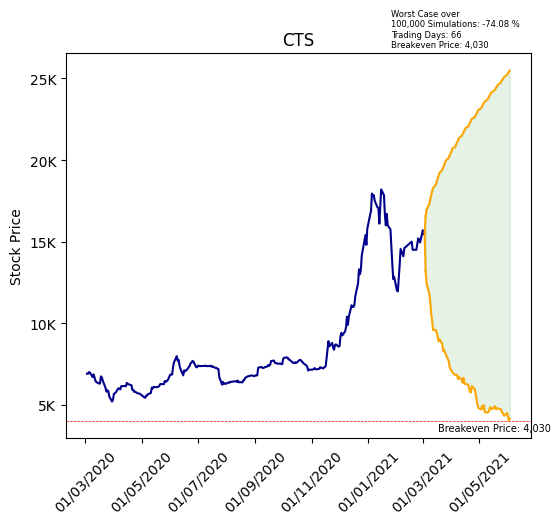 Worst Case over
100,000 Simulations: -74.08 %
Trading Days: 66
Breakeven Price: 4,030
CTS
Stock Price
25K
20K
15K
10K
5K
Breakeven Price: 4,030
01/03/2020
01/05/2020
01/07/2020
01/09/2020
01/11/2020
01/01/2021
01/03/2021
01/05/2021